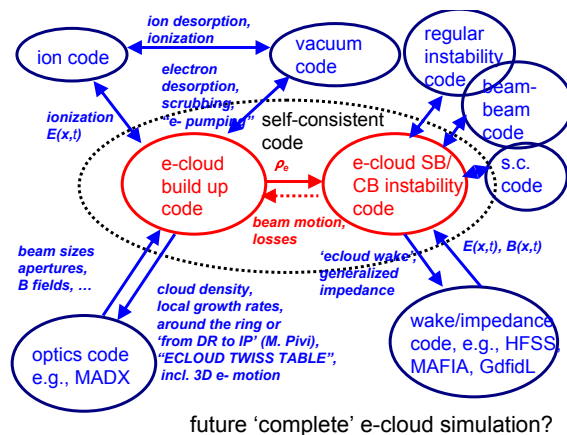 ion desorption,
ionization
ion code
vacuum
code
regular
instability
code
beam-
beam
code
s.c.
code
electron
desorption,
scrubbing,
“e- pumping”
ionization
E(x,t)
self-consistent
code
e-cloud
build up
code
ρe
e-cloud SB/
CB instability
code
beam motion,
losses
beam sizes
apertures,
B fields, …
‘ecloud wake’,
generalized
impedance
E(x,t), B(x,t)
cloud density,
local growth rates,
around the ring or
‘from DR to IP’ (M. Pivi),
“ECLOUD TWISS TABLE”,
incl. 3D e- motion
optics code
e.g., MADX
wake/impedance
code, e.g., HFSS,
MAFIA, GdfidL
future ‘complete’ e-cloud simulation?